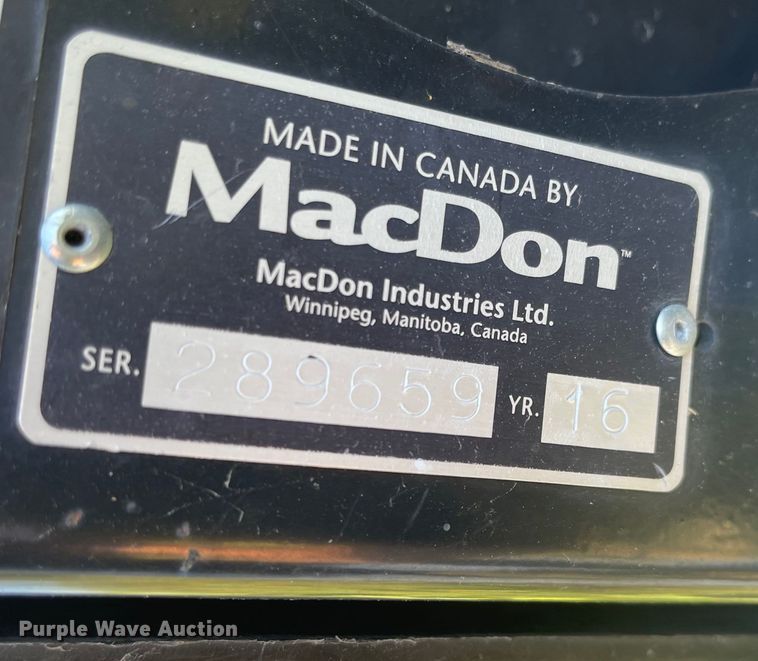 MADE IN CANADA BY
MacDon™
MacDon Industries Ltd.
Winnipeg, Manitoba, Canada
SER. 289659 YR. 16
Purple Wave Auction